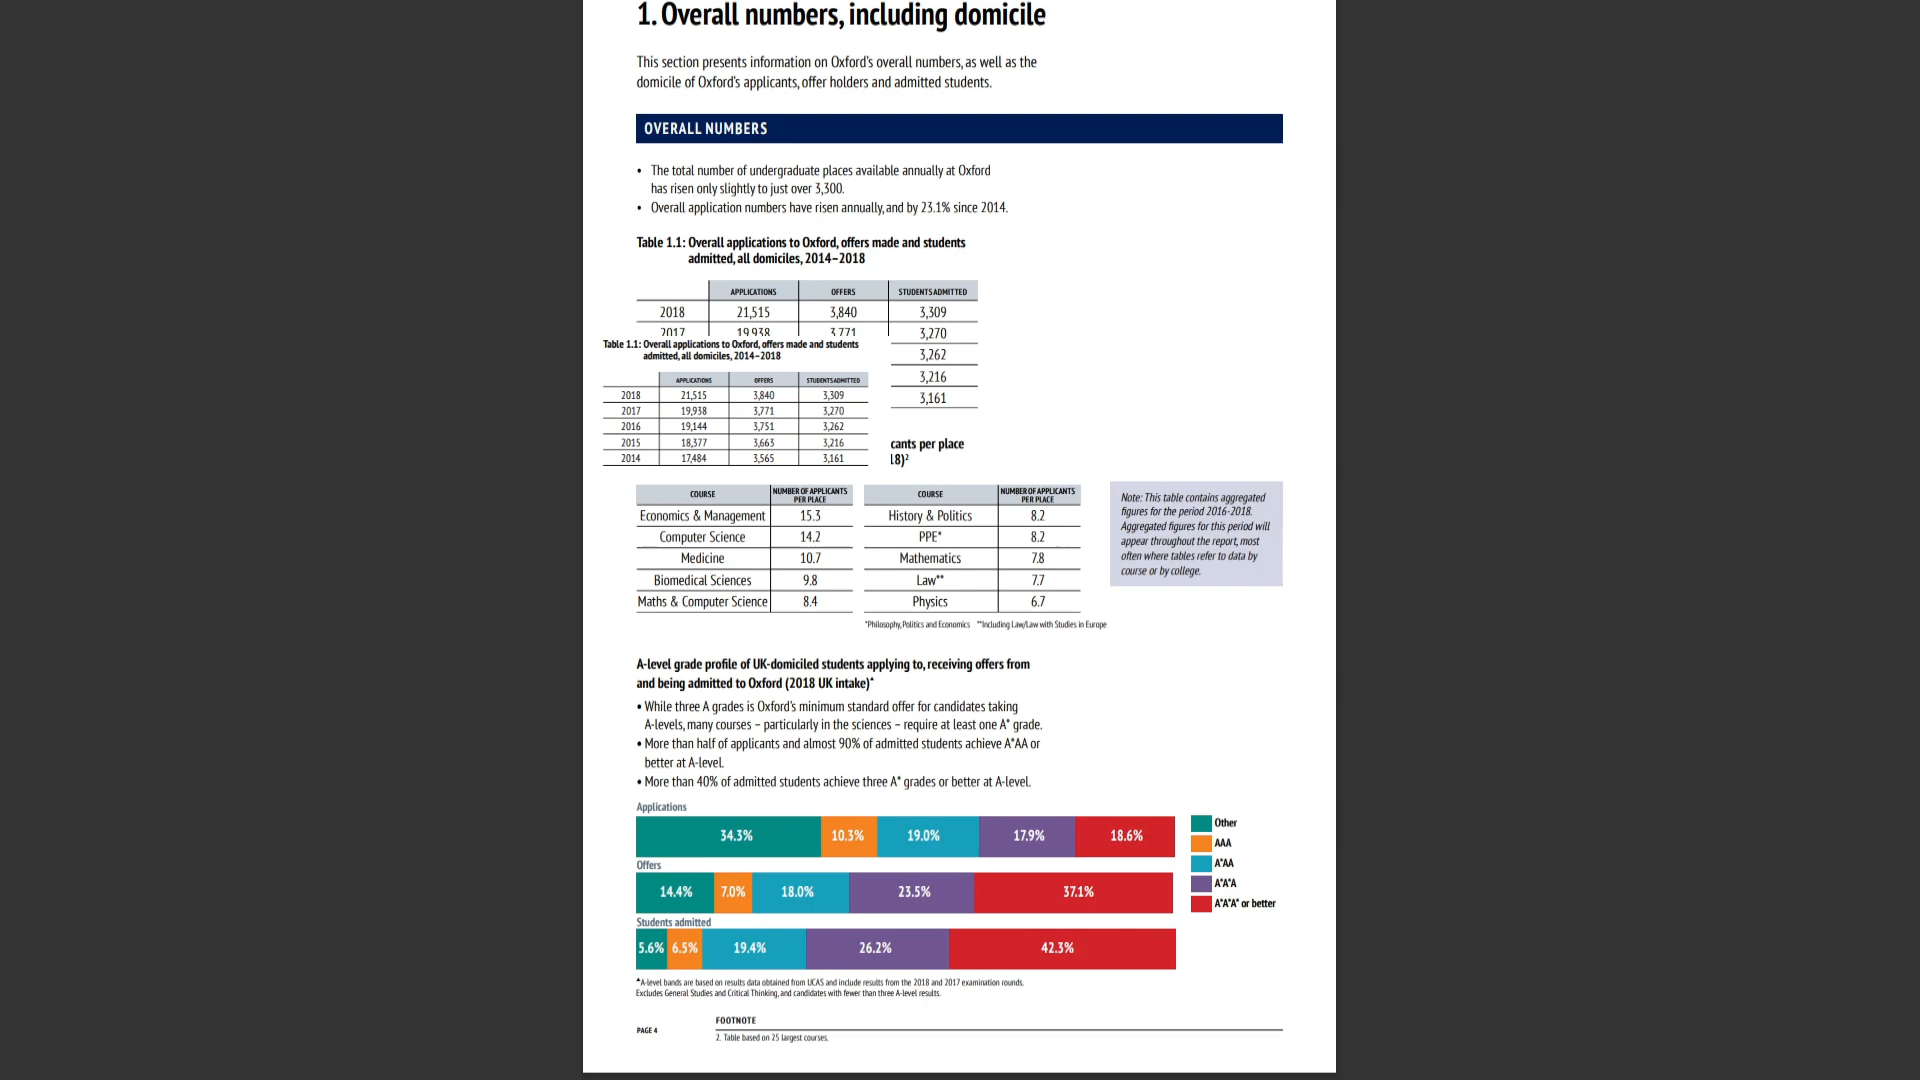 1. Overall numbers, including domicile
This section presents information on Oxford's overall numbers, as well as the
domicile of Oxford's applicants, offer holders and admitted students.
OVERALL NUMBERS
• The total number of undergraduate places available annually at Oxford
has risen only slightly to just over 3,300.
• Overall application numbers have risen annually, and by 23.1% since 2014.
Table 1.1: Overall applications to Oxford, offers made and students
admitted, all domiciles, 2014–2018
APPLICATIONS OFFERS STUDENTS ADMITTED
2018 21,515 3,840 3,309
2017 19,938 3,771 3,270
3,262
3,216
3,161
Table 1.1: Overall applications to Oxford, offers made and students
admitted, all domiciles, 2014–2018
APPLICATIONS OFFERS STUDENTS ADMITTED
2018 21,515 3,840 3,309
2017 19,938 3,771 3,270
2016 19,144 3,751 3,262
2015 18,377 3,663 3,216
2014 17,484 3,565 3,161
cants per place
18)²
COURSE NUMBER OF APPLICANTS PER PLACE COURSE NUMBER OF APPLICANTS PER PLACE
Economics & Management 15.3 History & Politics 8.2
Computer Science 14.2 PPE* 8.2
Medicine 10.7 Mathematics 7.8
Biomedical Sciences 9.8 Law** 7.7
Maths & Computer Science 8.4 Physics 6.7
*Philosophy, Politics and Economics **Including Law/Law with Studies in Europe
Note: This table contains aggregated
figures for the period 2016-2018.
Aggregated figures for this period will
appear throughout the report, most
often where tables refer to data by
course or by college.
A-level grade profile of UK-domiciled students applying to, receiving offers from
and being admitted to Oxford (2018 UK intake)▲
• While three A grades is Oxford's minimum standard offer for candidates taking
A-levels, many courses – particularly in the sciences – require at least one A* grade.
• More than half of applicants and almost 90% of admitted students achieve A*AA or
better at A-level.
• More than 40% of admitted students achieve three A* grades or better at A-level.
Applications
34.3% 10.3% 19.0% 17.9% 18.6%
Offers
14.4% 7.0% 18.0% 23.5% 37.1%
Students admitted
5.6% 6.5% 19.4% 26.2% 42.3%
Other
AAA
A*AA
A*A*A
A*A*A* or better
▲A-level bands are based on results data obtained from UCAS and include results from the 2018 and 2017 examination rounds.
Excludes General Studies and Critical Thinking, and candidates with fewer than three A-level results.
FOOTNOTE
PAGE 4
2. Table based on 25 largest courses.